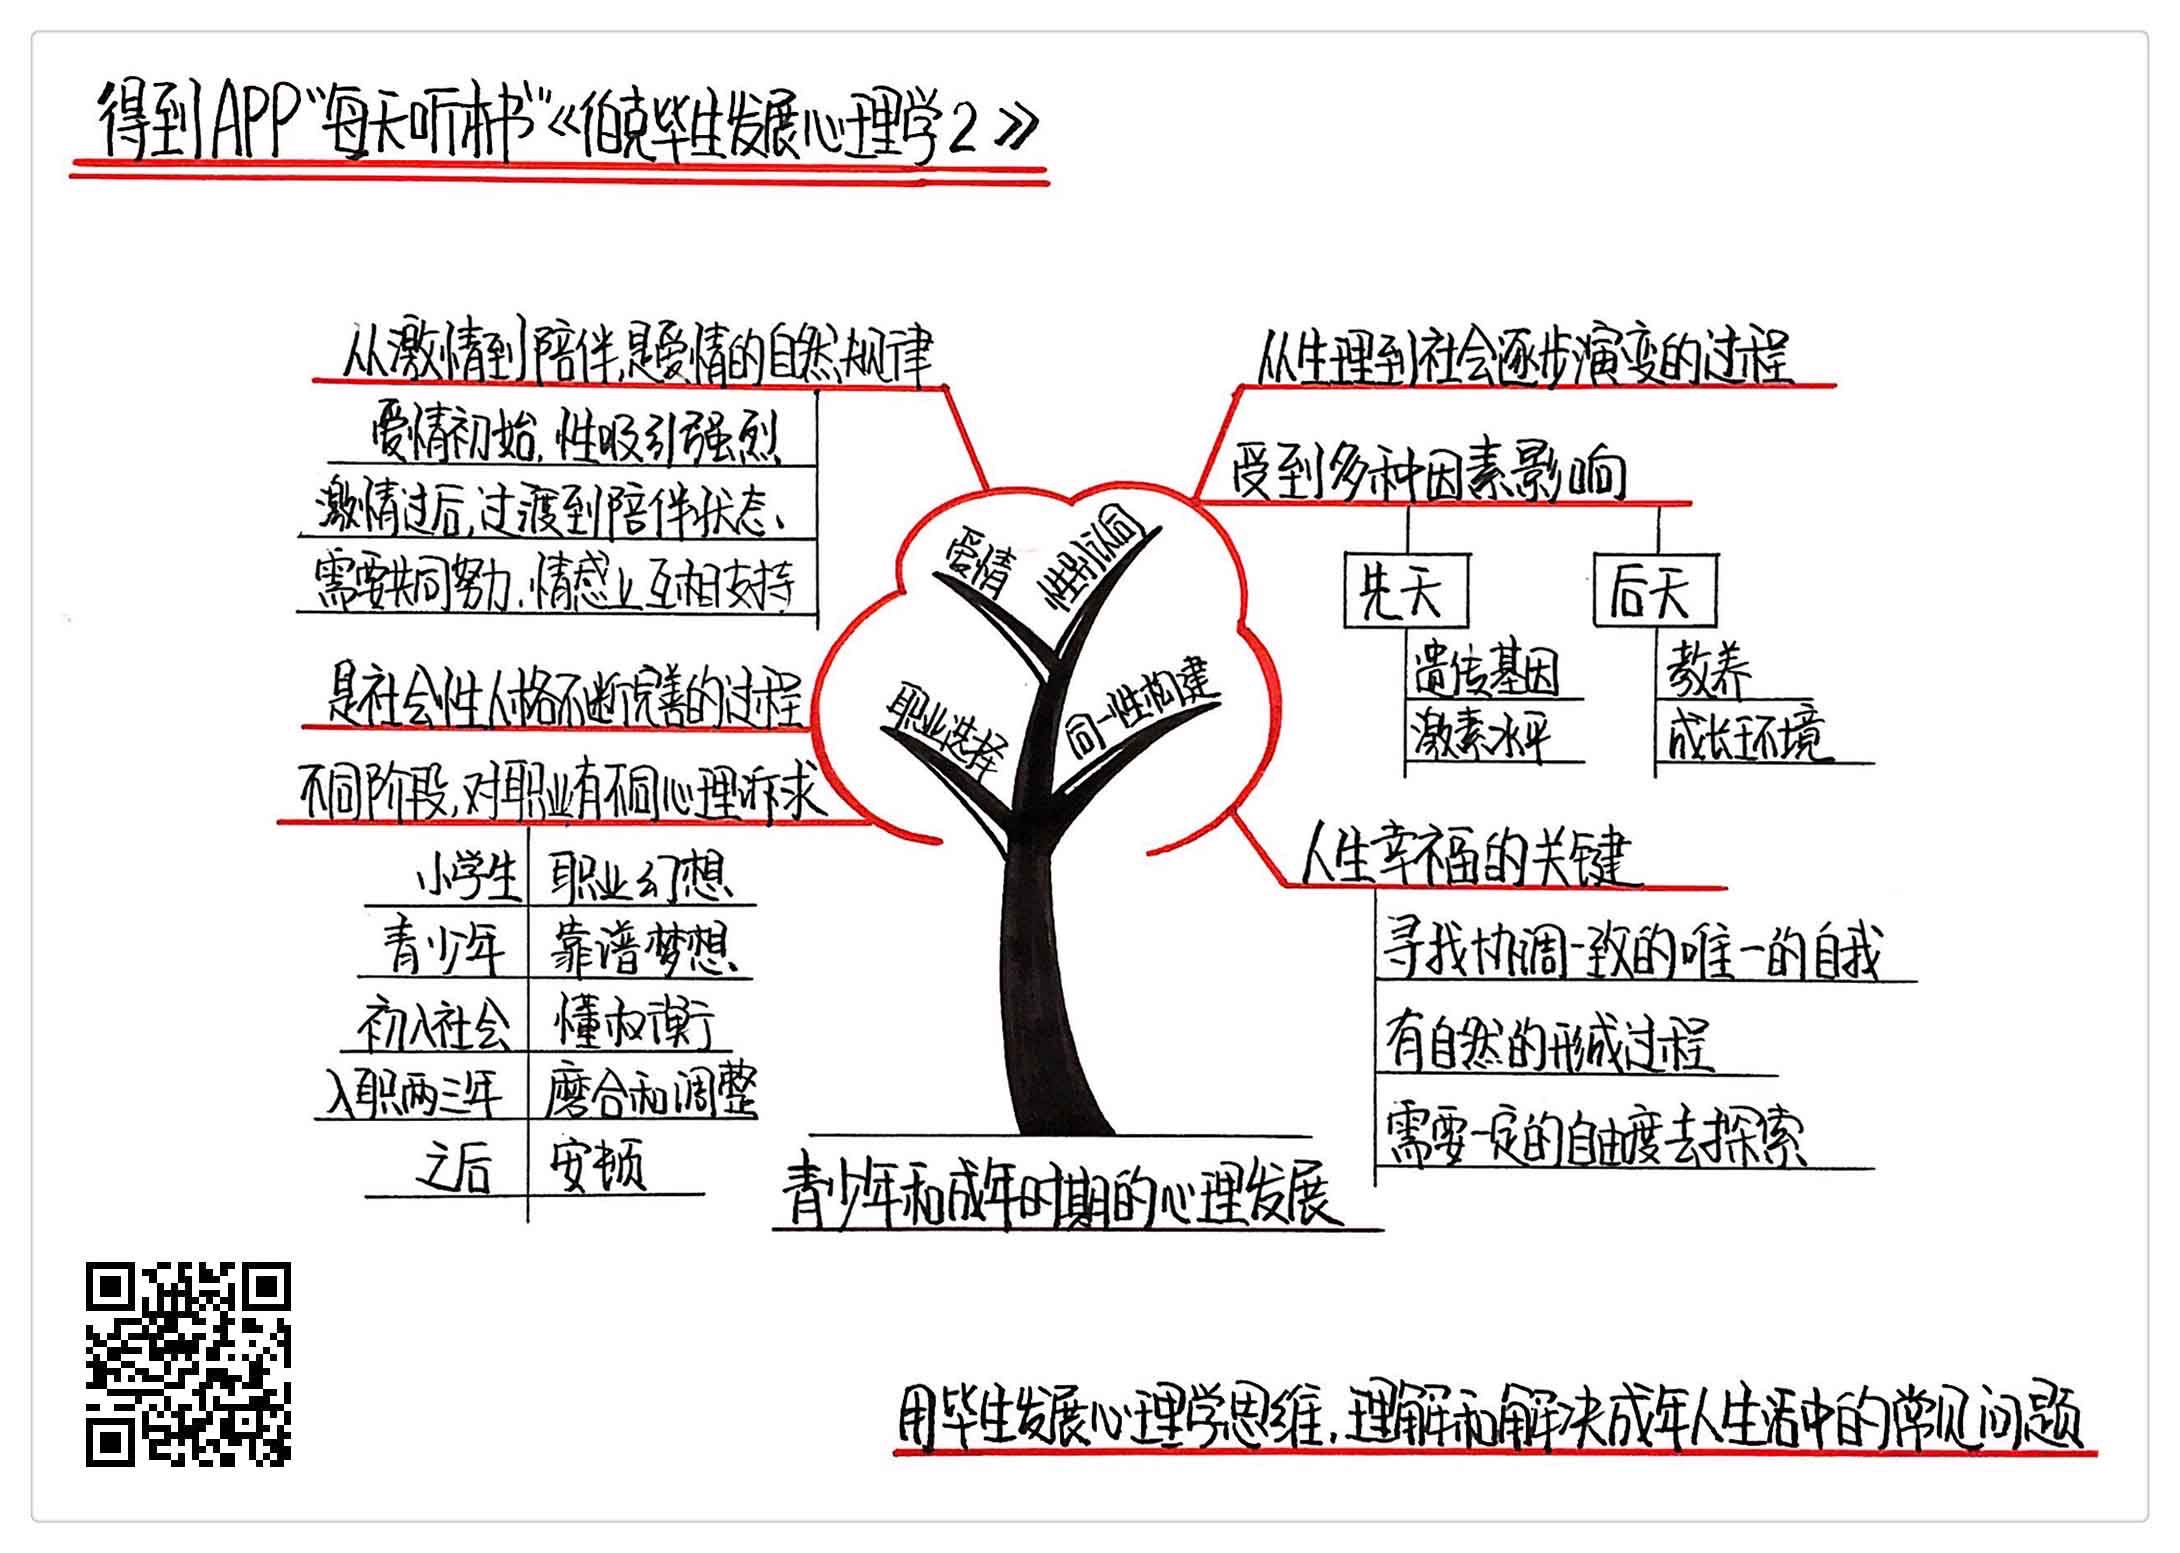 得到APP“每天听本书”《伯克毕生发展心理学2》
从激情到陪伴,是爱情的自然规律
爱情初始,性吸引强烈
激情过后,过渡到陪伴状态、
需要共同努力,情感上互相支持
是社会性人格不断完善的过程
不同阶段,对职业有不同心理诉求
小学生 职业幻想
青少年 靠谱梦想
初入社会 懂权衡
入职两三年 磨合和调整
之后 安顿
爱情
性别认同
职业选择
同一性构建
青少年和成年时期的心理发展
从生理到社会逐步演变的过程
受到多种因素影响
先天 后天
遗传基因 教养
激素水平 成长环境
人生幸福的关键
寻找协调一致的唯一的自我
有自然的形成过程
需要一定的自由度去探索
用毕生发展心理学思维,理解和解决成年人生活中的常见问题